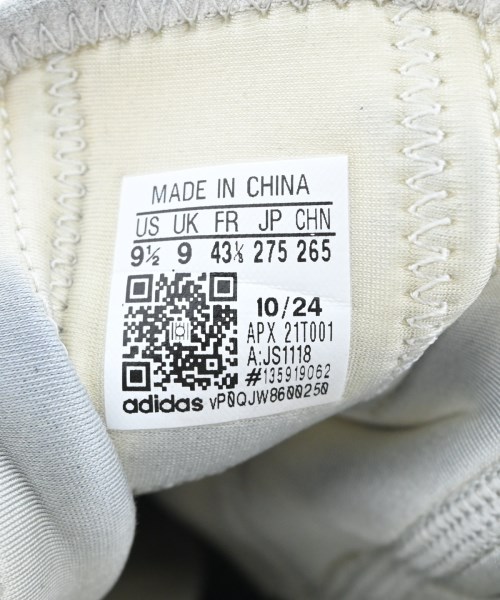 MADE IN CHINA
US UK FR JP CHN
9½ 9 43⅓ 275 265
10/24
APX 21T001
A:JS1118
#135919062
adidas vP0QJW8600250